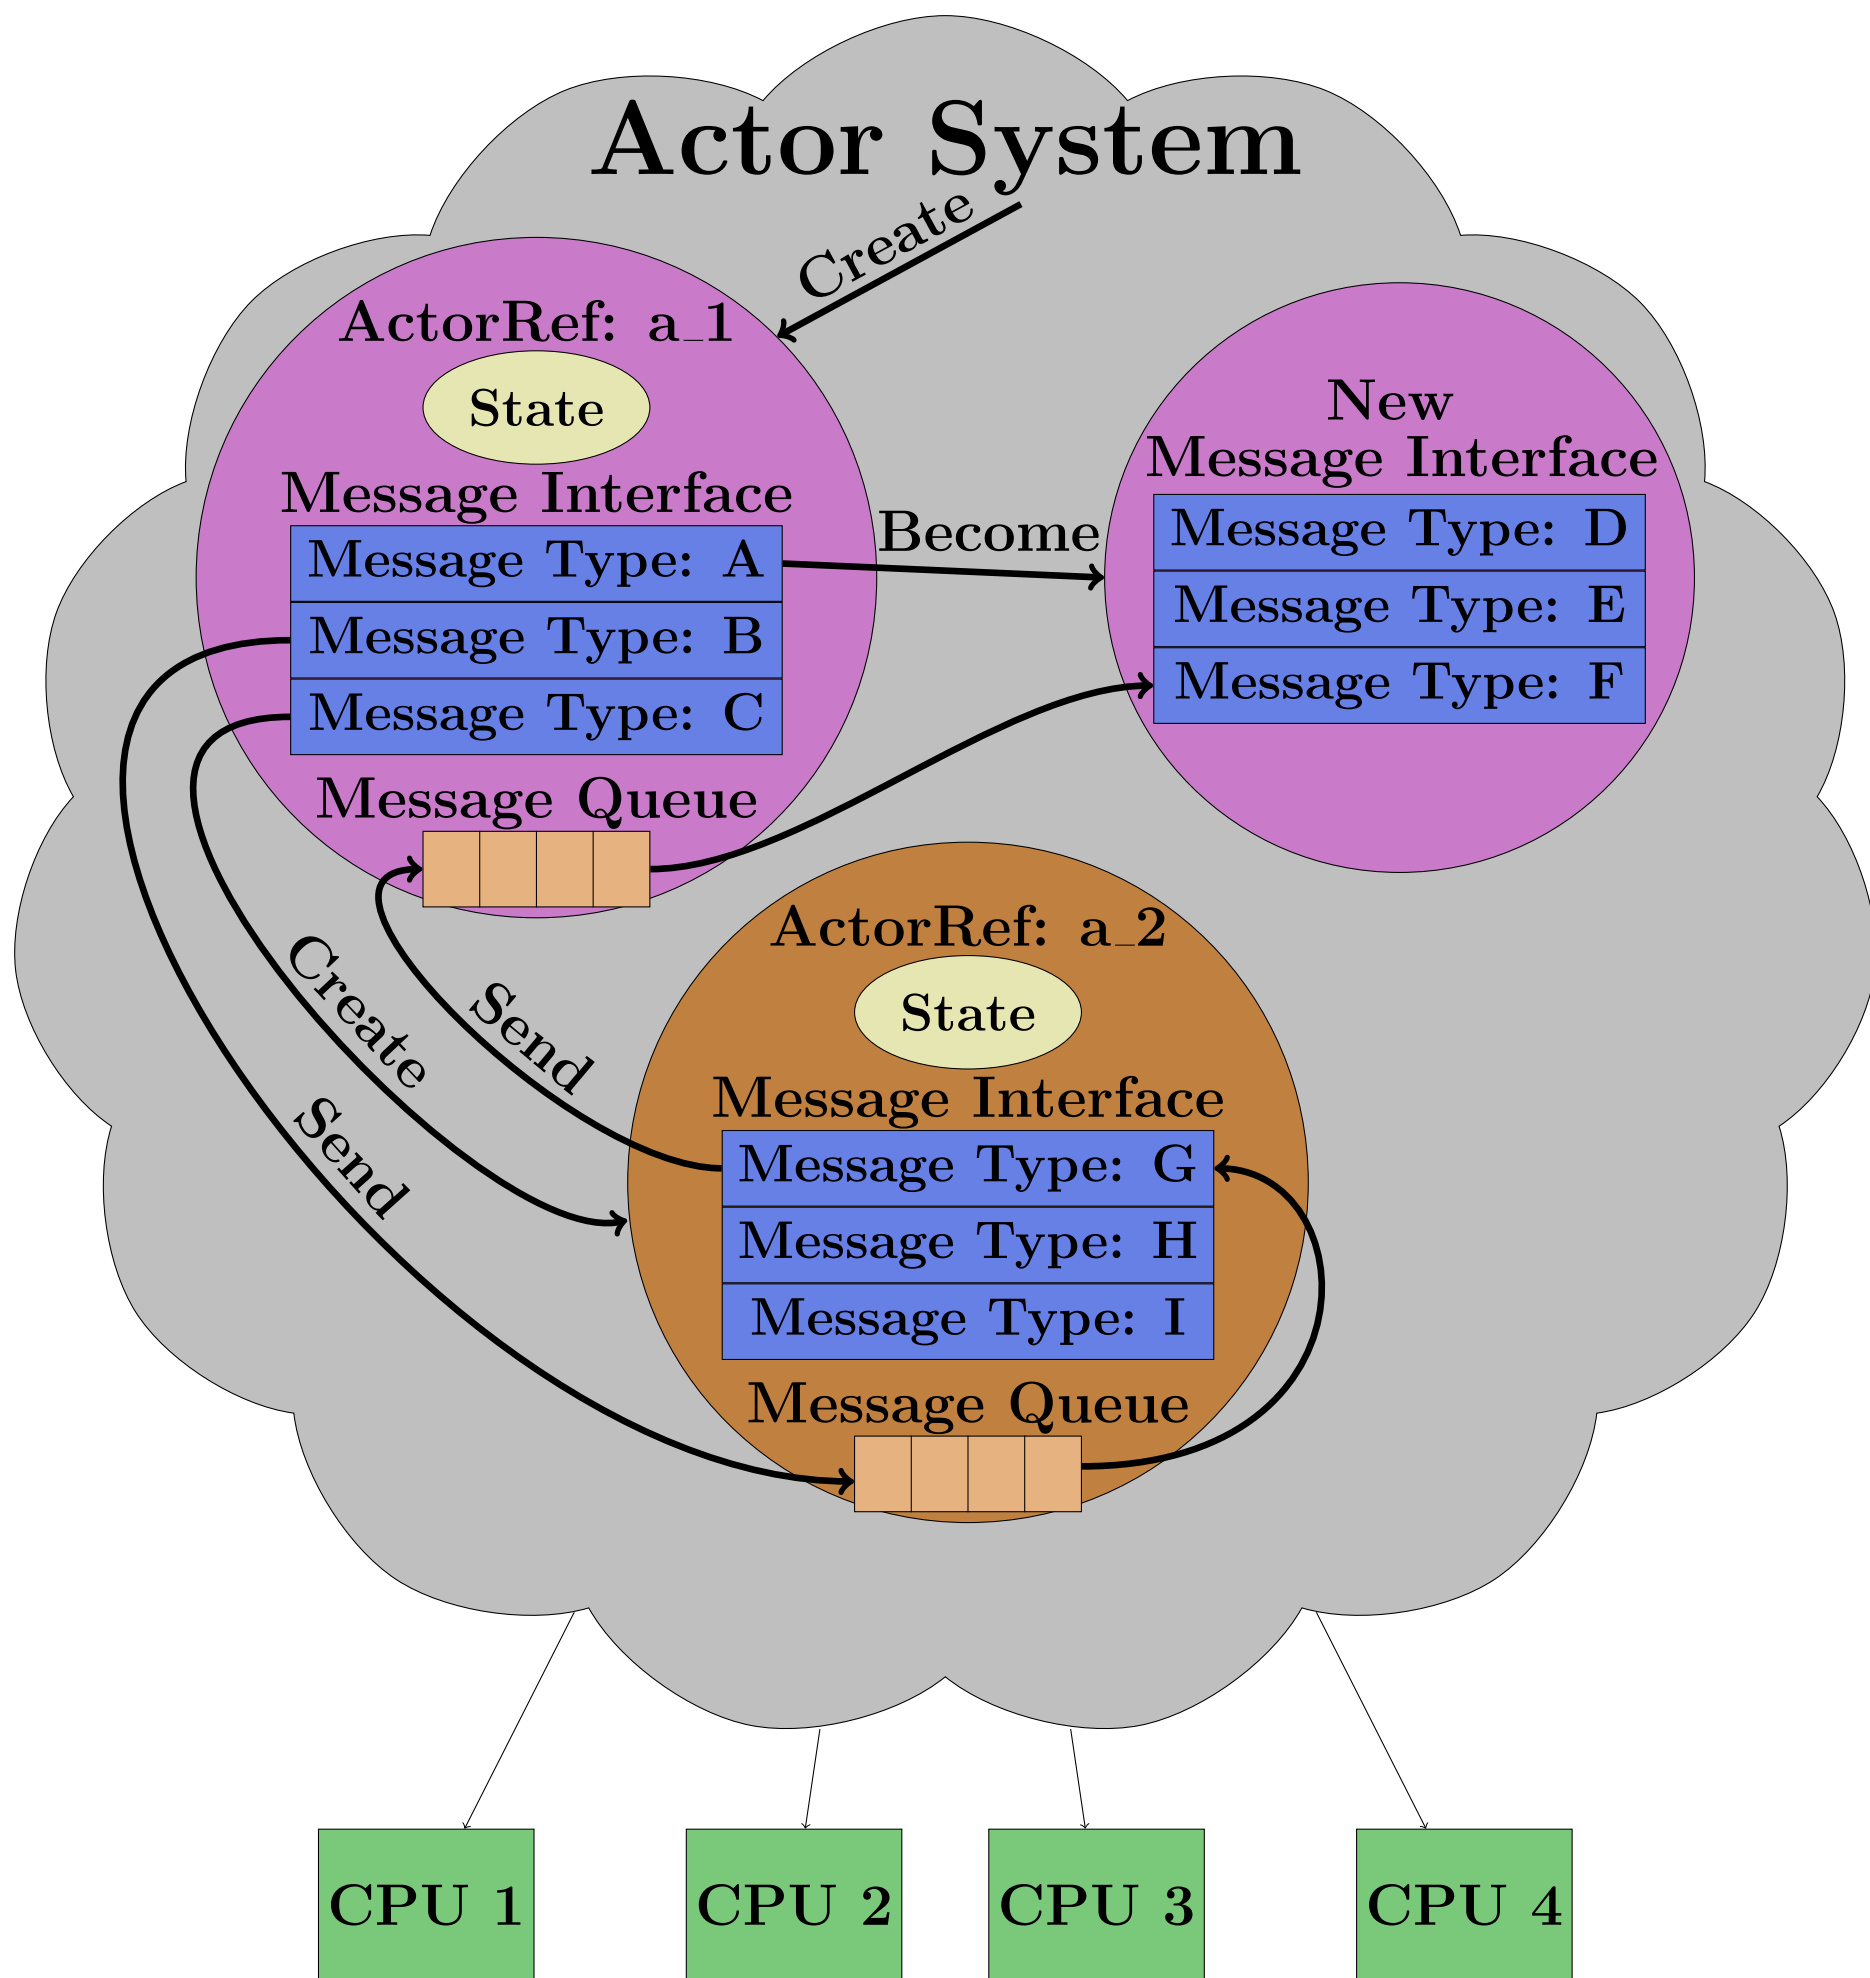 Actor System
Create
ActorRef: a_1
State
Message Interface
Message Type: A
Message Type: B
Message Type: C
Message Queue
Become
New
Message Interface
Message Type: D
Message Type: E
Message Type: F
Create
Send
Send
ActorRef: a_2
State
Message Interface
Message Type: G
Message Type: H
Message Type: I
Message Queue
CPU 1
CPU 2
CPU 3
CPU 4